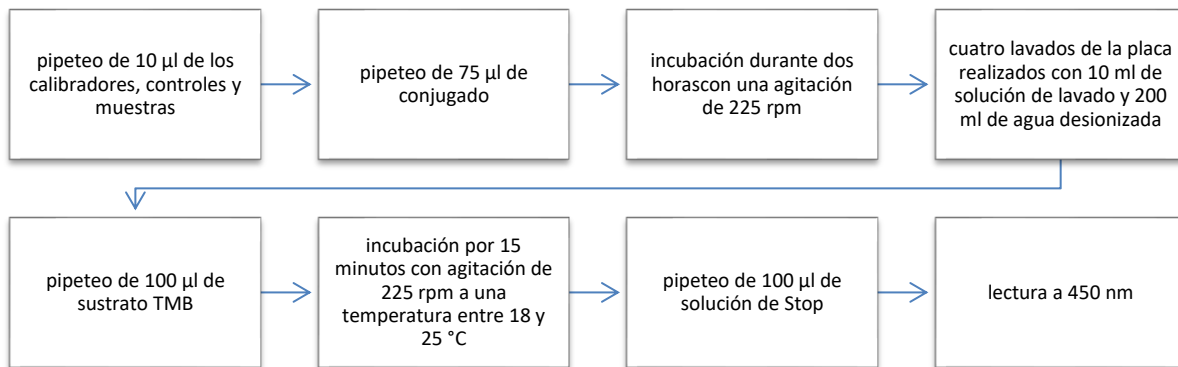 pipeteo de 10 µl de los
calibradores, controles y
muestras
pipeteo de 75 µl de
conjugado
incubación durante dos
horascon una agitación
de 225 rpm
cuatro lavados de la placa
realizados con 10 ml de
solución de lavado y 200
ml de agua desionizada
pipeteo de 100 µl de
sustrato TMB
incubación por 15
minutos con agitación de
225 rpm a una
temperatura entre 18 y
25 °C
pipeteo de 100 µl de
solución de Stop
lectura a 450 nm